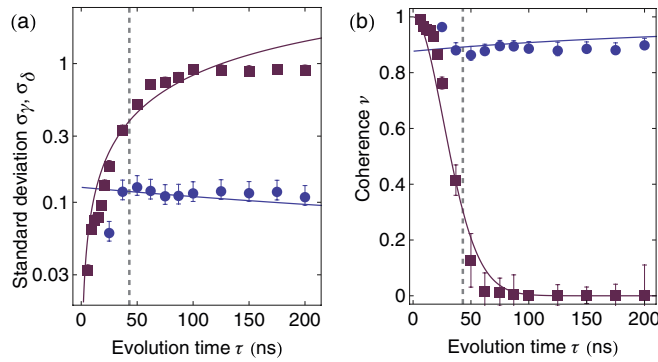 (a)
Standard deviation σγ, σδ
1
0.3
0.1
0.03
0 50 100 150 200
Evolution time τ (ns)
(b)
Coherence ν
1
0.8
0.6
0.4
0.2
0
0 50 100 150 200
Evolution time τ (ns)